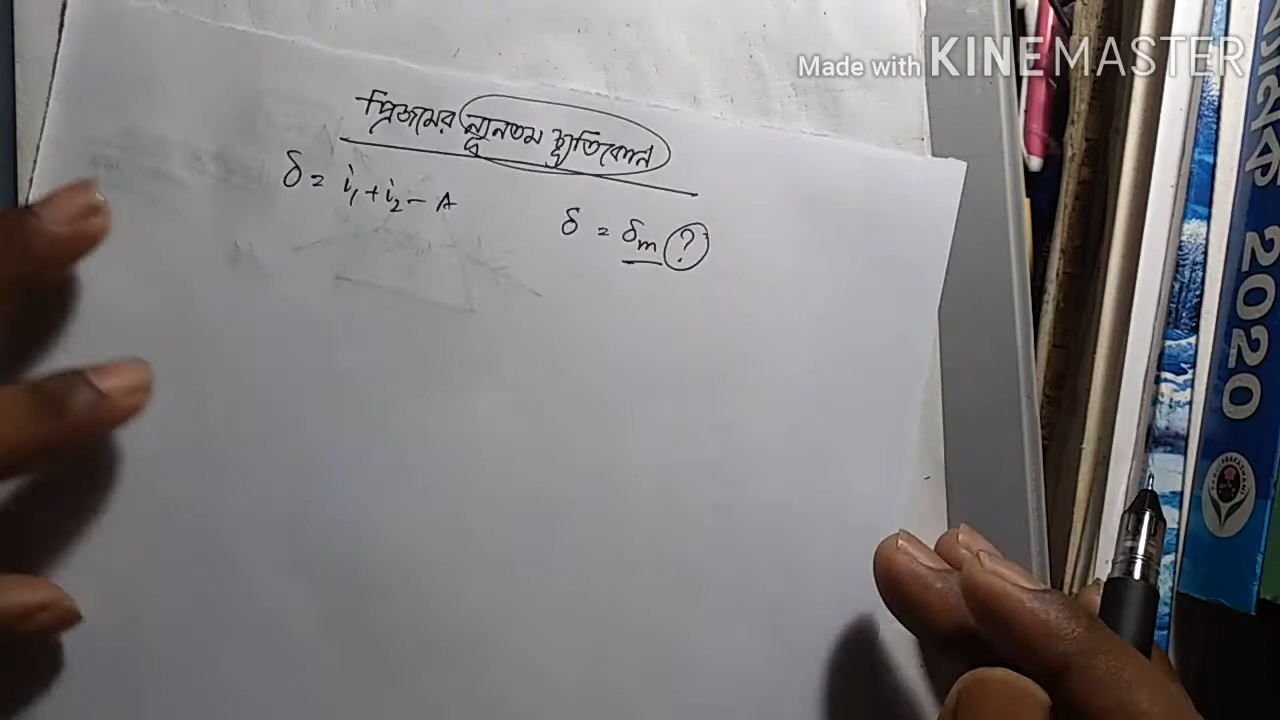 Made with KINEMASTER
প্রিজমের ন্যূনতম চ্যুতিকোন
δ = i₁ + i₂ - A
δ = δm ?
2020